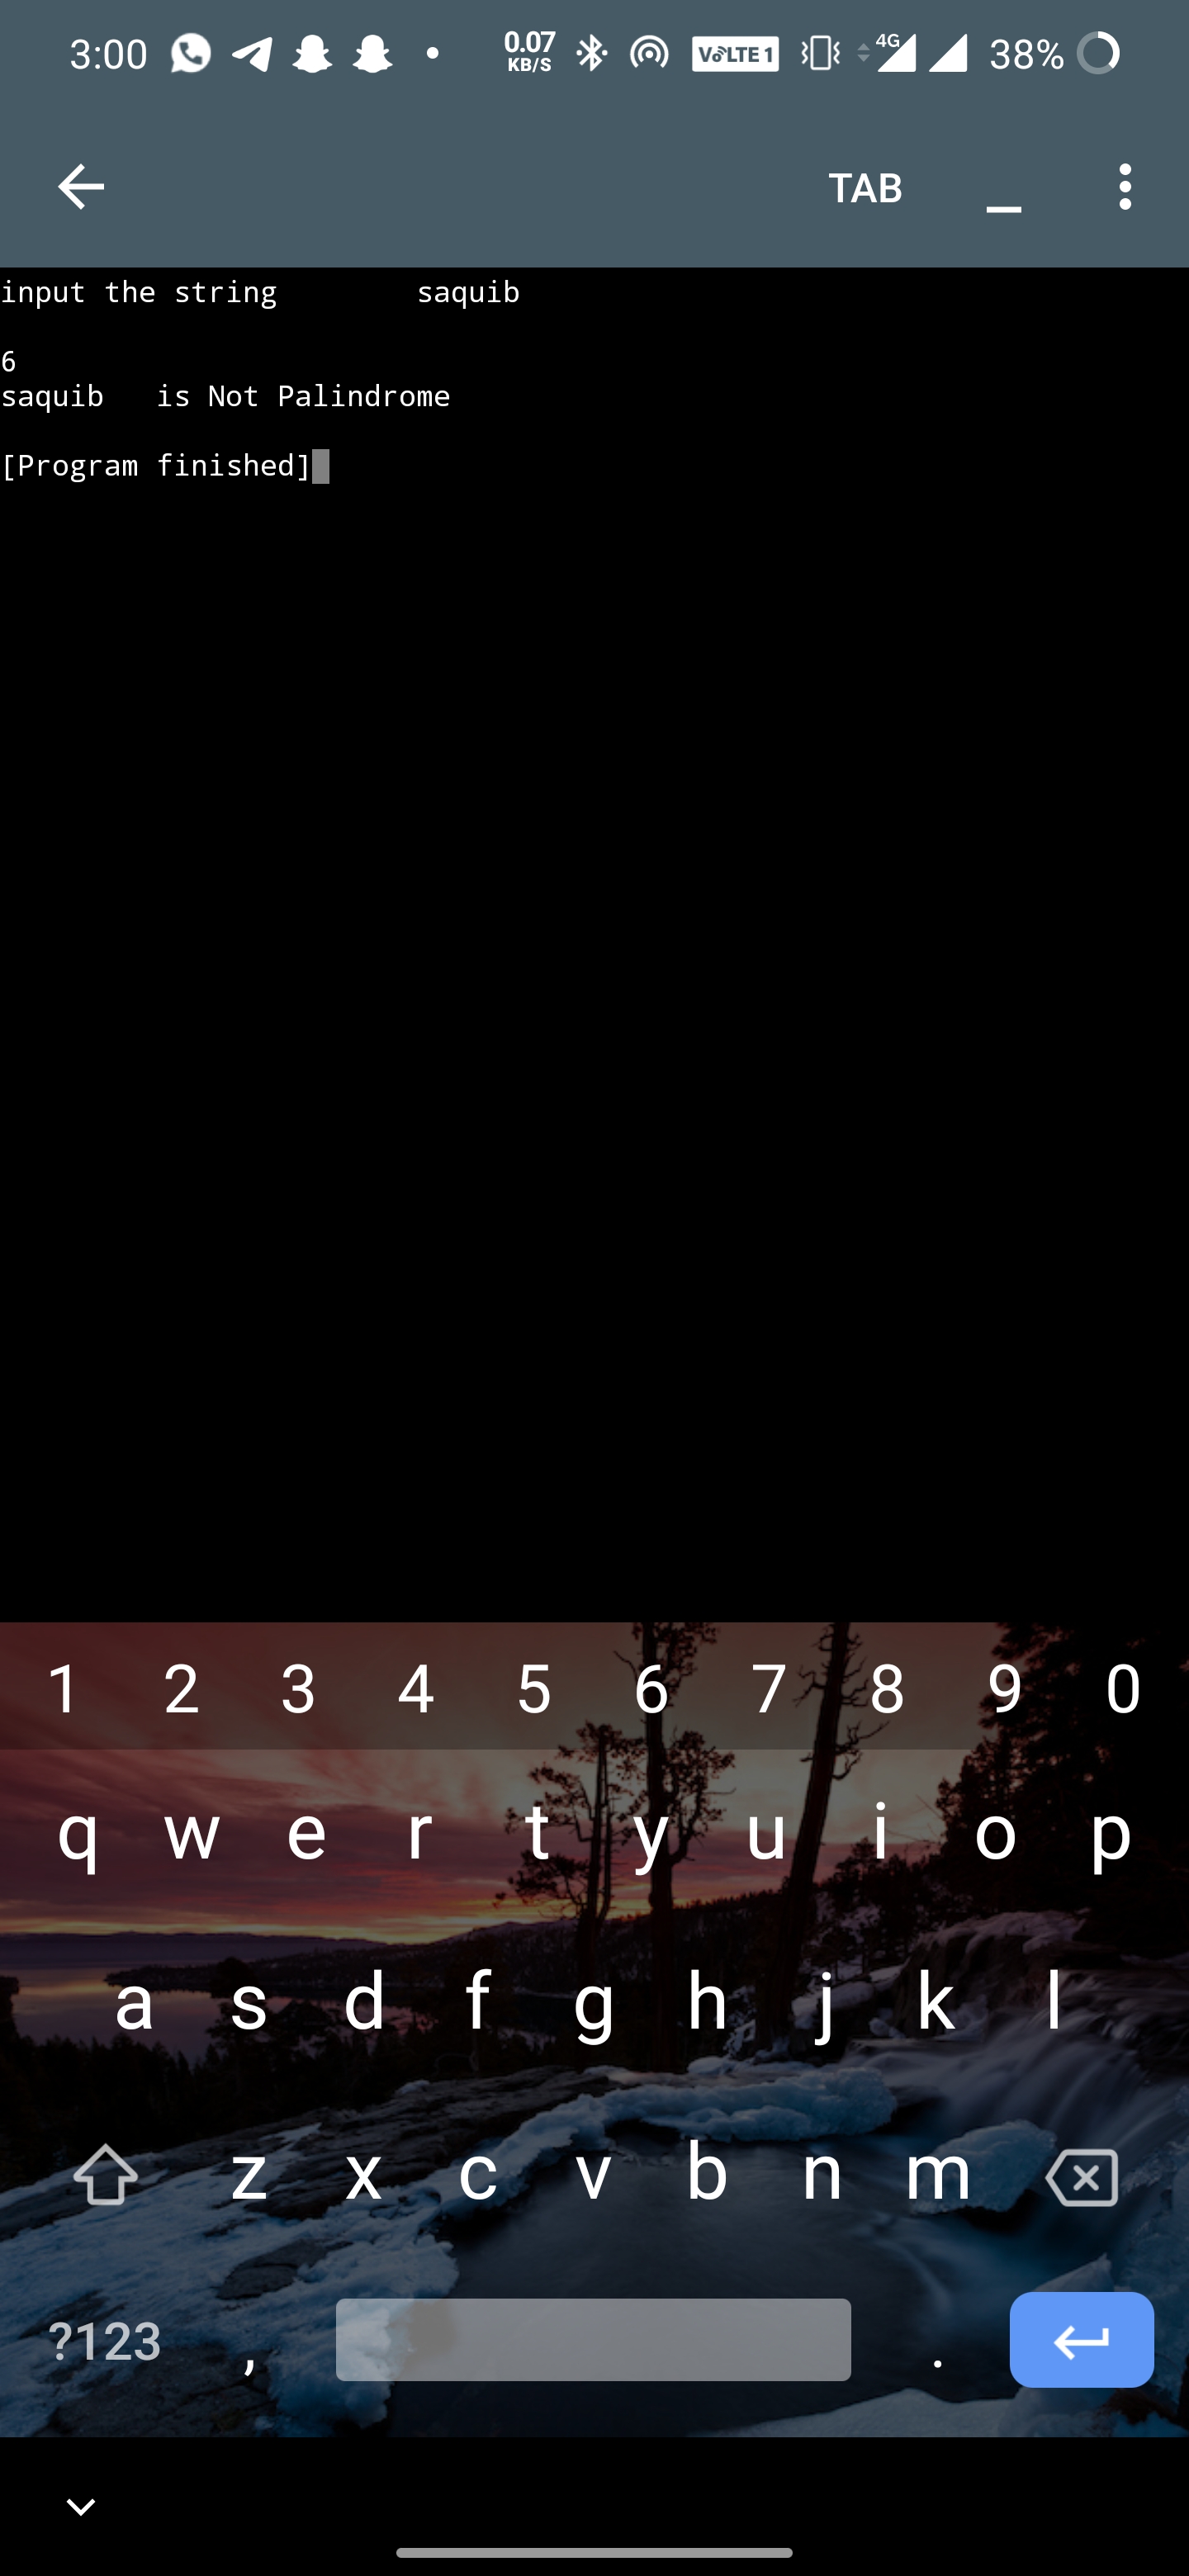 3:00 0.07 KB/S VoLTE 1 4G 38%
TAB _
input the string saquib
6
saquib is Not Palindrome
[Program finished]
1 2 3 4 5 6 7 8 9 0
q w e r t y u i o p
a s d f g h j k l
z x c v b n m
?123 , .